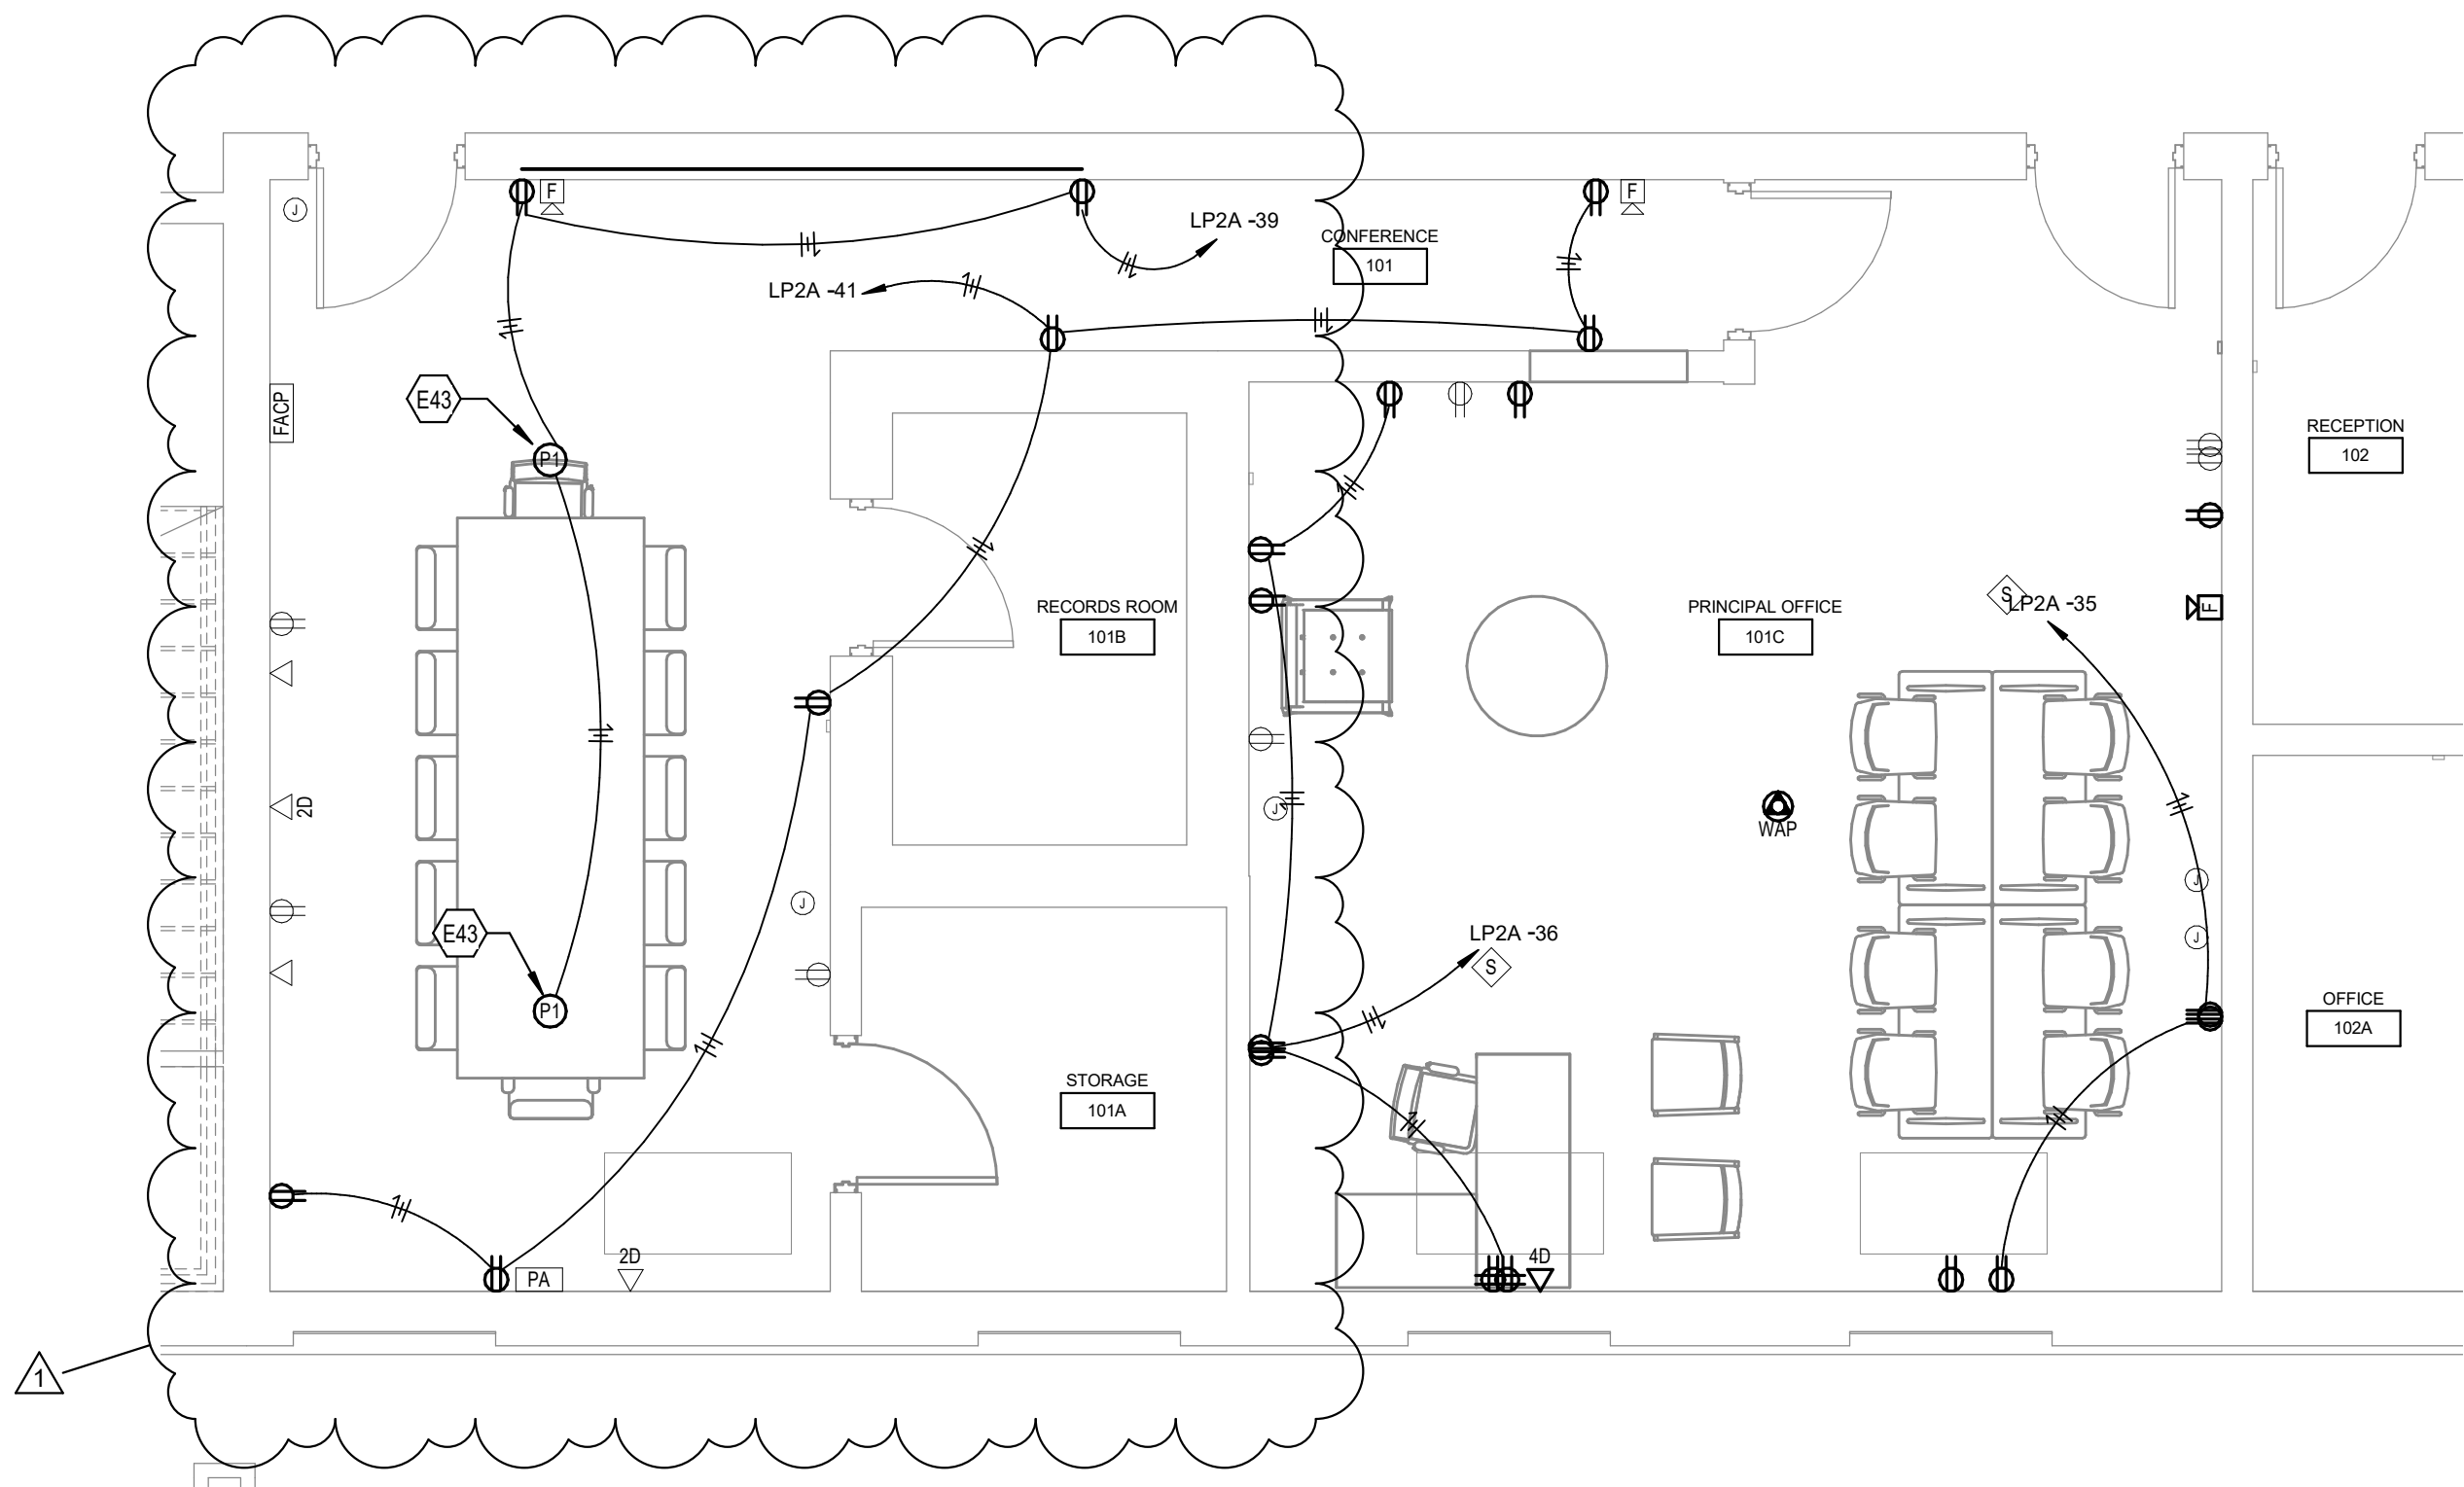 F
F
J
LP2A -39
CONFERENCE
101
LP2A -41
E43
FACP
P1
RECEPTION
102
RECORDS ROOM
101B
PRINCIPAL OFFICE
101C
S
LP2A -35
F
2D
J
WAP
J
J
J
E43
LP2A -36
S
P1
OFFICE
102A
STORAGE
101A
2D
4D
PA
1